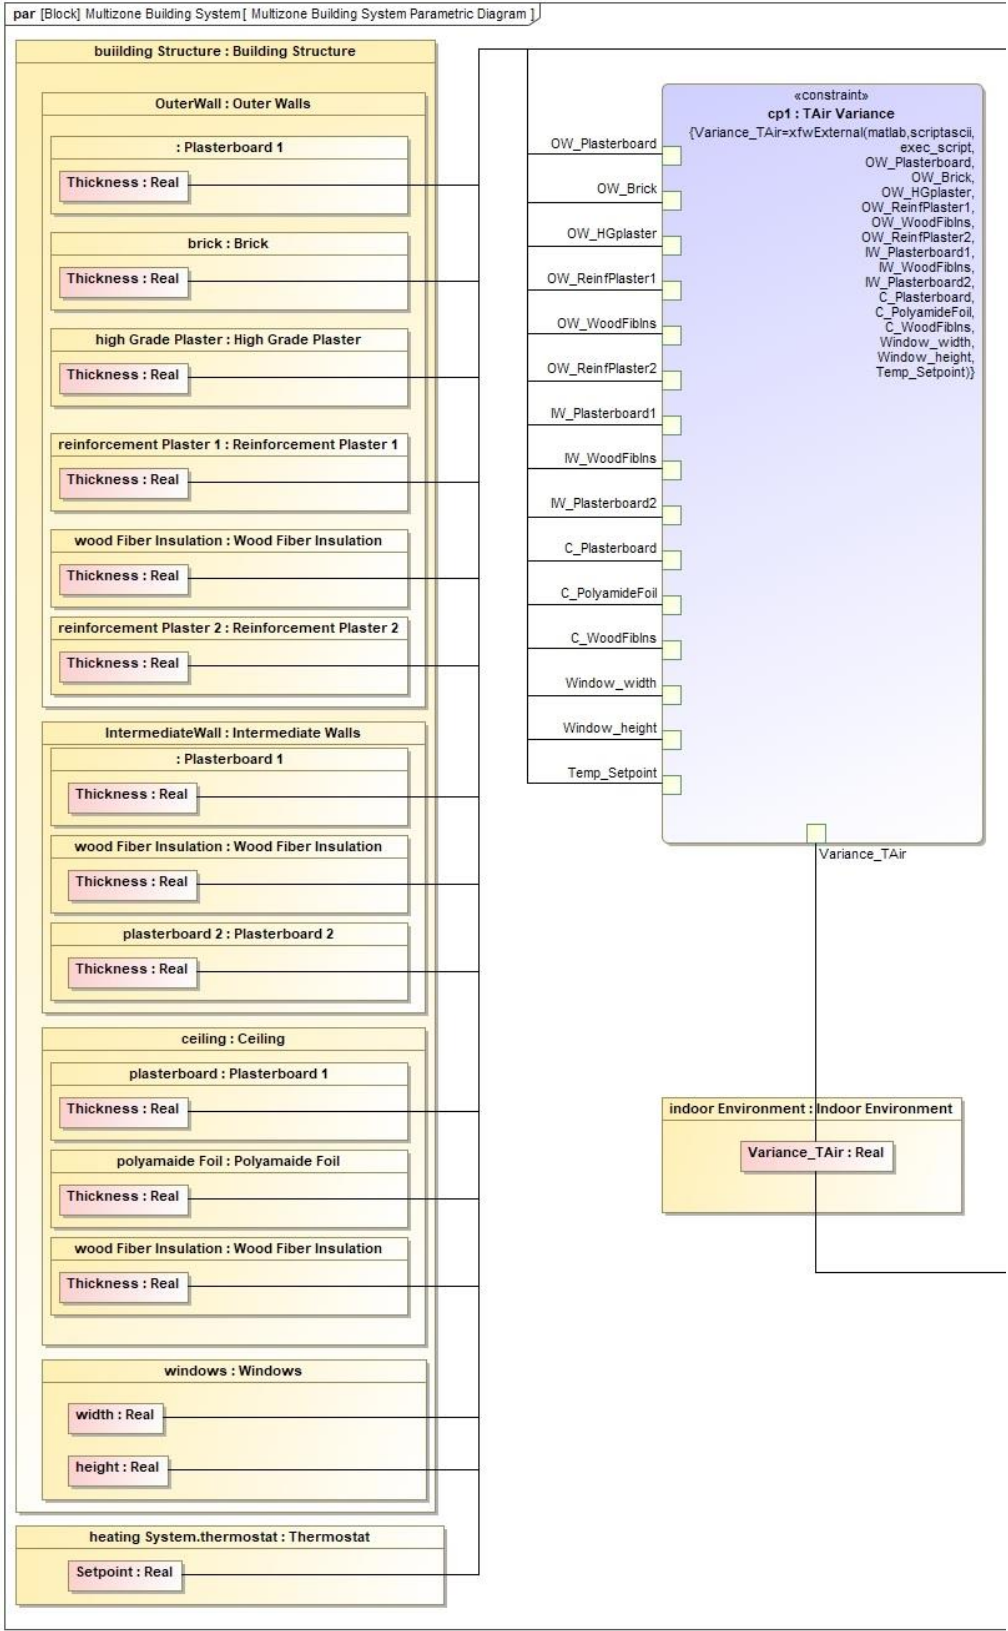 par [Block] Multizone Building System[ Multizone Building System Parametric Diagram ]
buiilding Structure : Building Structure
OuterWall : Outer Walls
: Plasterboard 1
Thickness : Real
brick : Brick
Thickness : Real
high Grade Plaster : High Grade Plaster
Thickness : Real
reinforcement Plaster 1 : Reinforcement Plaster 1
Thickness : Real
wood Fiber Insulation : Wood Fiber Insulation
Thickness : Real
reinforcement Plaster 2 : Reinforcement Plaster 2
Thickness : Real
IntermediateWall : Intermediate Walls
: Plasterboard 1
Thickness : Real
wood Fiber Insulation : Wood Fiber Insulation
Thickness : Real
plasterboard 2 : Plasterboard 2
Thickness : Real
ceiling : Ceiling
plasterboard : Plasterboard 1
Thickness : Real
polyamaide Foil : Polyamaide Foil
Thickness : Real
wood Fiber Insulation : Wood Fiber Insulation
Thickness : Real
windows : Windows
width : Real
height : Real
heating System.thermostat : Thermostat
Setpoint : Real
OW_Plasterboard
OW_Brick
OW_HGplaster
OW_ReinfPlaster1
OW_WoodFibIns
OW_ReinfPlaster2
IW_Plasterboard1
IW_WoodFibIns
IW_Plasterboard2
C_Plasterboard
C_PolyamideFoil
C_WoodFibIns
Window_width
Window_height
Temp_Setpoint
«constraint»
cp1 : TAir Variance
{Variance_TAir=xfwExternal(matlab,scriptascii,
exec_script,
OW_Plasterboard,
OW_Brick,
OW_HGplaster,
OW_ReinfPlaster1,
OW_WoodFibIns,
OW_ReinfPlaster2,
IW_Plasterboard1,
IW_WoodFibIns,
IW_Plasterboard2,
C_Plasterboard,
C_PolyamideFoil,
C_WoodFibIns,
Window_width,
Window_height,
Temp_Setpoint)}
Variance_TAir
indoor Environment : Indoor Environment
Variance_TAir : Real